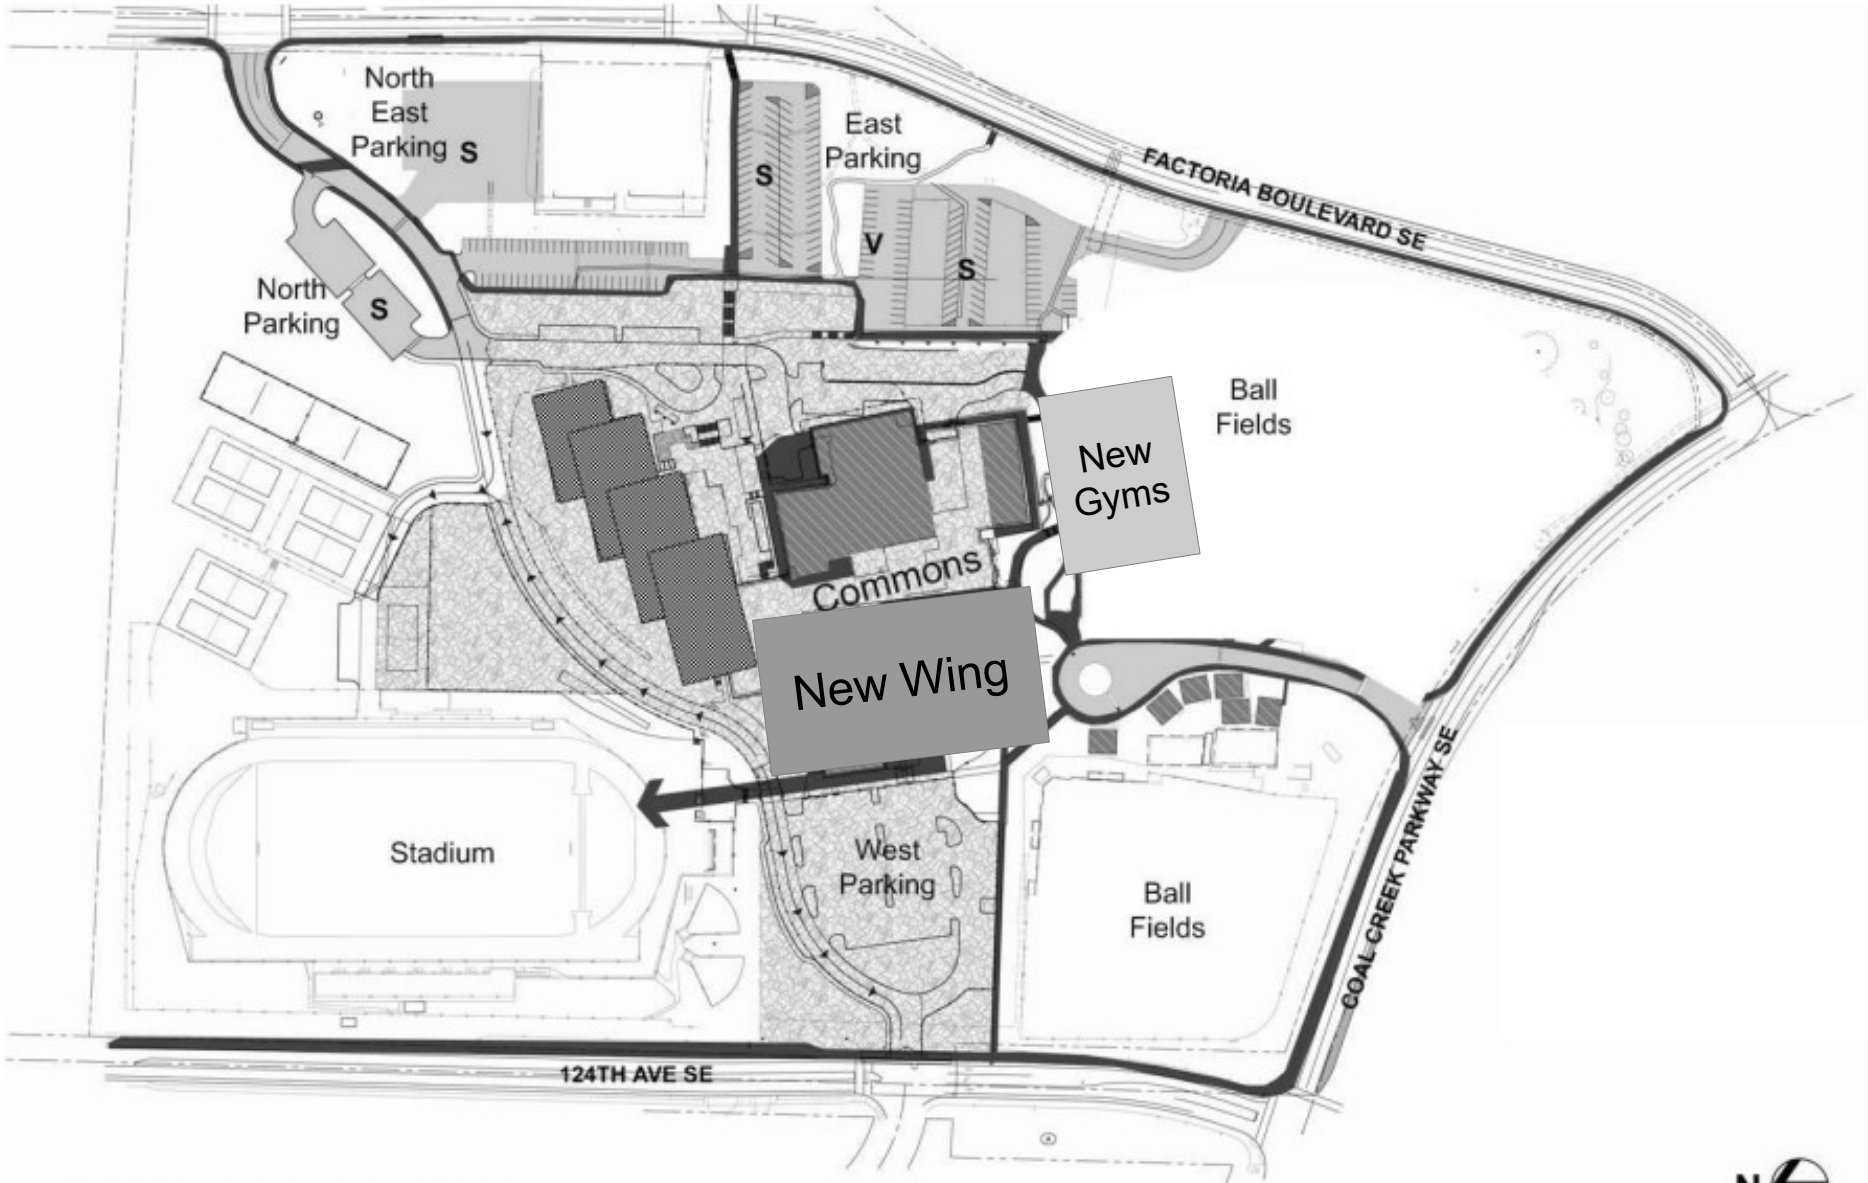 North
East
Parking
S
S
East
Parking
V
S
FACTORIA BOULEVARD SE
North
Parking
S
Ball
Fields
New
Gyms
Commons
New Wing
Stadium
West
Parking
Ball
Fields
COAL CREEK PARKWAY SE
124TH AVE SE
N